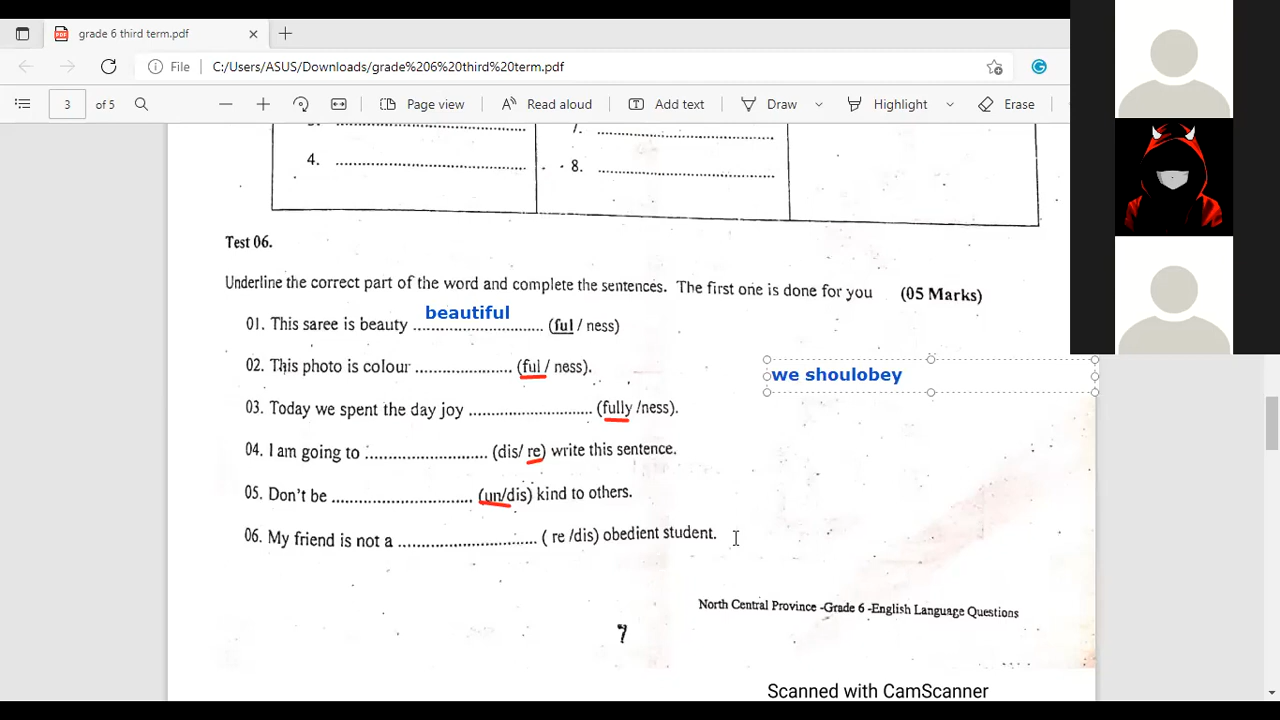 grade 6 third term.pdf
File C:/Users/ASUS/Downloads/grade%206%20third%20term.pdf
3 of 5 Page view Read aloud Add text Draw Highlight Erase
7.
4. 8.
Test 06.
Underline the correct part of the word and complete the sentences. The first one is done for you (05 Marks)
beautiful
01. This saree is beauty .............................. (ful / ness)
02. This photo is colour ...................... (ful / ness).
we shoulobey
03. Today we spent the day joy ............................ (fully /ness).
04. I am going to ............................ (dis/ re) write this sentence.
05. Don't be ................................ (un/dis) kind to others.
06. My friend is not a ................................ ( re /dis) obedient student.
North Central Province -Grade 6 -English Language Questions
7
Scanned with CamScanner